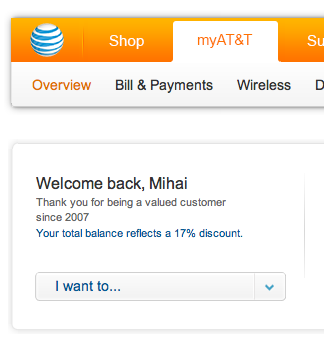 Shop myAT&T Su
Overview Bill & Payments Wireless D
Welcome back, Mihai
Thank you for being a valued customer
since 2007
Your total balance reflects a 17% discount.
I want to...